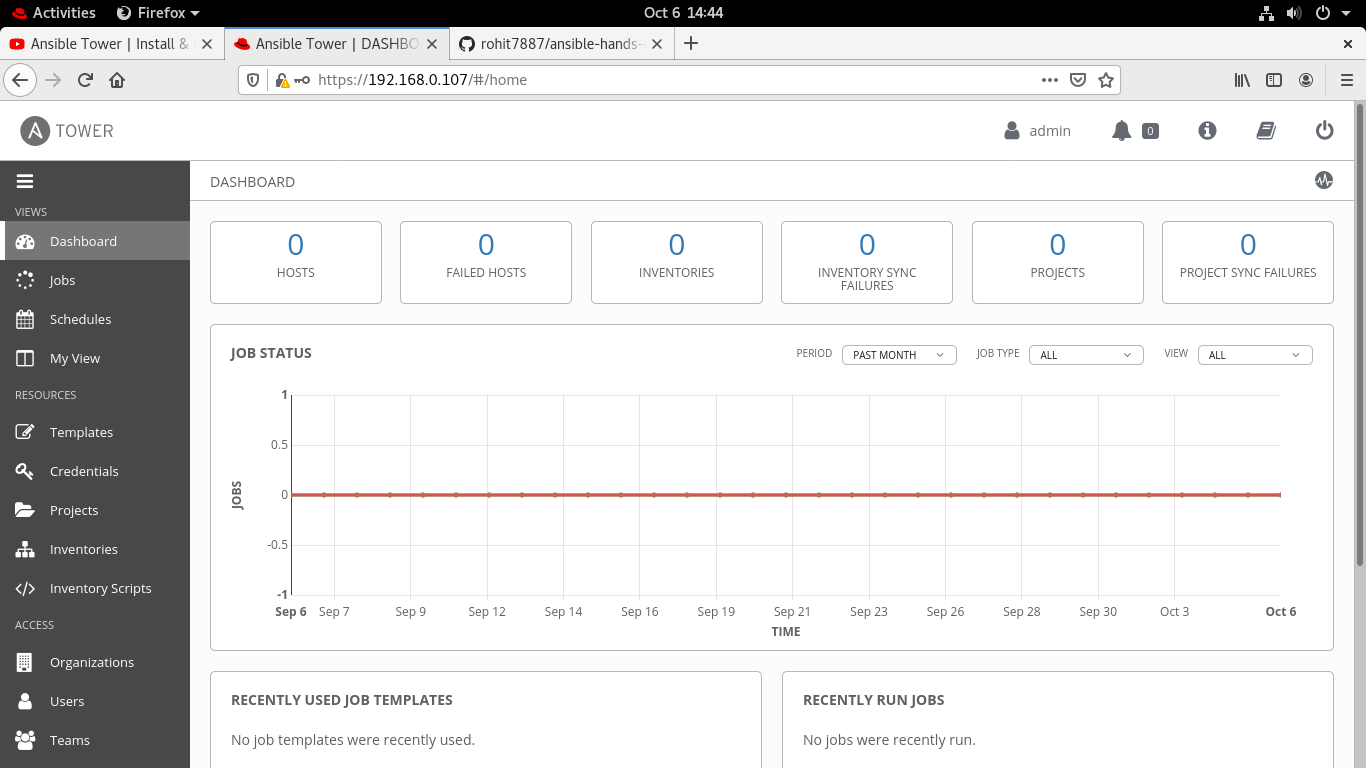 Activities Firefox Oct 6 14:44
Ansible Tower | Install & Ansible Tower | DASHBO rohit7887/ansible-hands-
https://192.168.0.107/#/home
TOWER admin 0
VIEWS
Dashboard
Jobs
Schedules
My View
RESOURCES
Templates
Credentials
Projects
Inventories
Inventory Scripts
ACCESS
Organizations
Users
Teams
DASHBOARD
0 0 0 0 0 0
HOSTS FAILED HOSTS INVENTORIES INVENTORY SYNC PROJECTS PROJECT SYNC FAILURES
FAILURES
JOB STATUS PERIOD PAST MONTH JOB TYPE ALL VIEW ALL
1
0.5
0
-0.5
-1
JOBS
Sep 6 Sep 7 Sep 9 Sep 12 Sep 14 Sep 16 Sep 19 Sep 21 Sep 23 Sep 26 Sep 28 Sep 30 Oct 3 Oct 6
TIME
RECENTLY USED JOB TEMPLATES
No job templates were recently used.
RECENTLY RUN JOBS
No jobs were recently run.